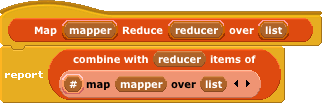 Map mapper Reduce reducer over list
combine with reducer items of
report
# map mapper over list